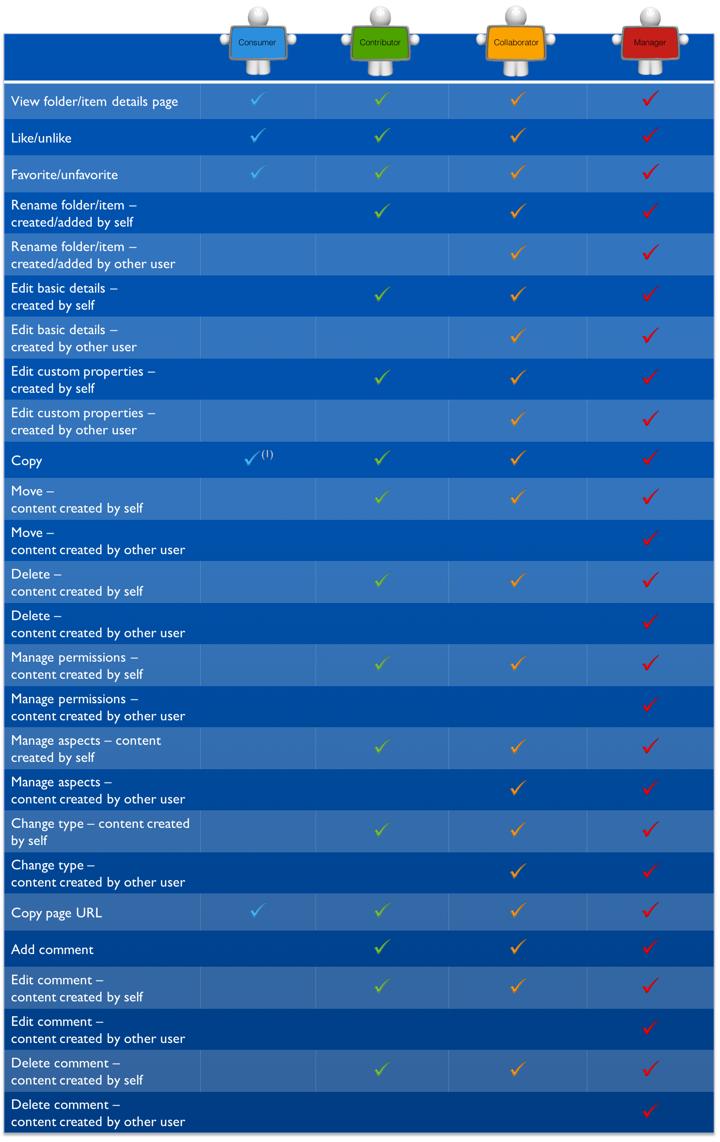 Consumer
Contributor
Collaborator
Manager
View folder/item details page
Like/unlike
Favorite/unfavorite
Rename folder/item –
created/added by self
Rename folder/item –
created/added by other user
Edit basic details –
created by self
Edit basic details –
created by other user
Edit custom properties –
created by self
Edit custom properties –
created by other user
Copy
(1)
Move –
content created by self
Move –
content created by other user
Delete –
content created by self
Delete –
content created by other user
Manage permissions –
content created by self
Manage permissions –
content created by other user
Manage aspects – content
created by self
Manage aspects –
content created by other user
Change type – content created
by self
Change type –
content created by other user
Copy page URL
Add comment
Edit comment –
content created by self
Edit comment –
content created by other user
Delete comment –
content created by self
Delete comment –
content created by other user